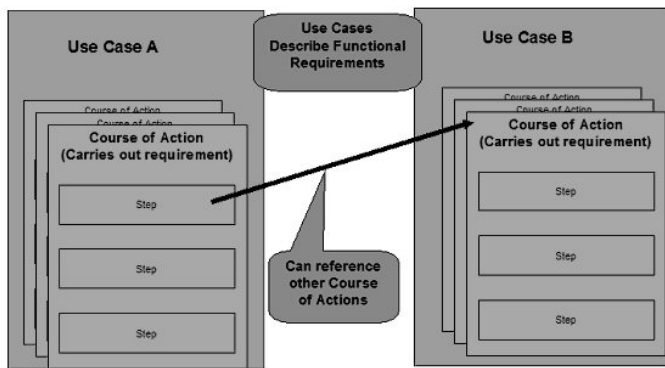 Use Case A
Course of Action
Course of Action
Course of Action
(Carries out requirement)
Step
Step
Step
Use Cases
Describe Functional
Requirements
Can reference
other Course
of Actions
Use Case B
Course of Action
Course of Action
Course of Action
(Carries out requirement)
Step
Step
Step